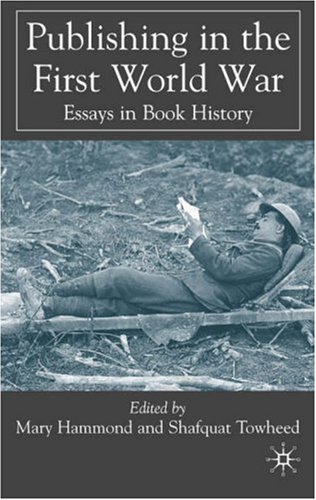 Publishing in the
First World War
Essays in Book History
Edited by
Mary Hammond and Shafquat Towheed